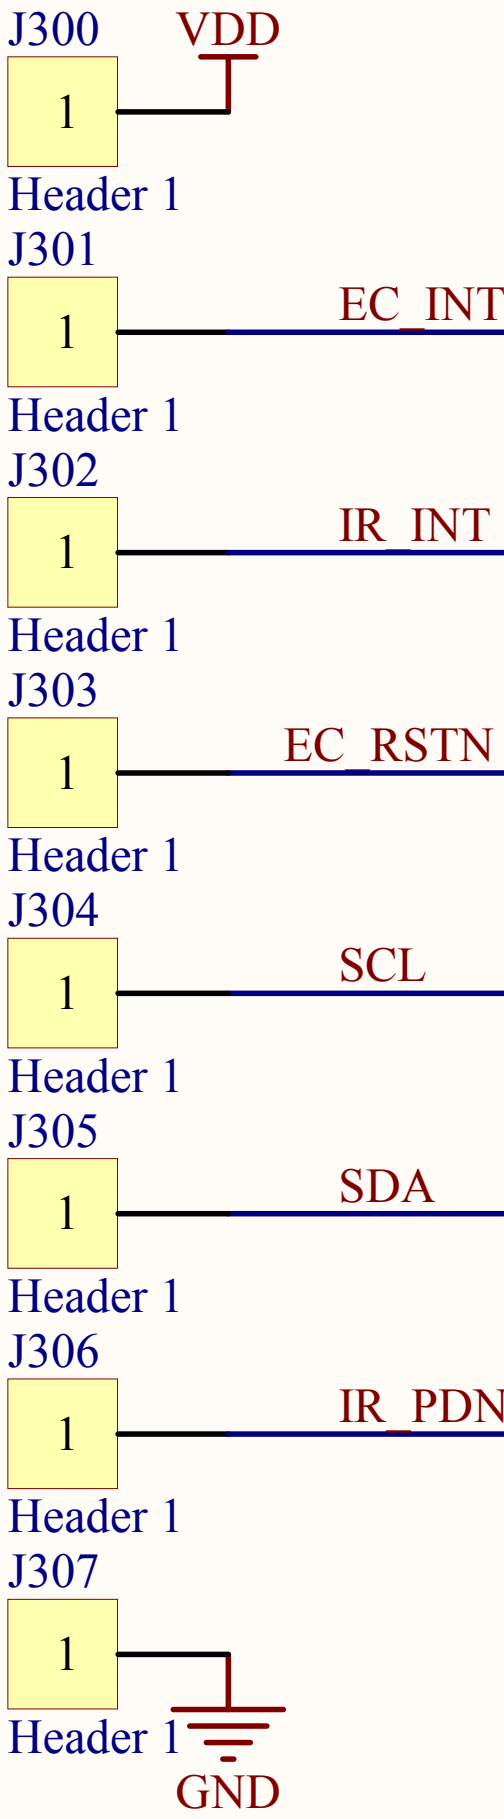 J300 VDD
1
Header 1
J301
EC_INT
1
Header 1
J302
IR_INT
1
Header 1
J303
EC_RSTN
1
Header 1
J304
SCL
1
Header 1
J305
SDA
1
Header 1
J306
IR_PDN
1
Header 1
J307
1
Header 1
GND